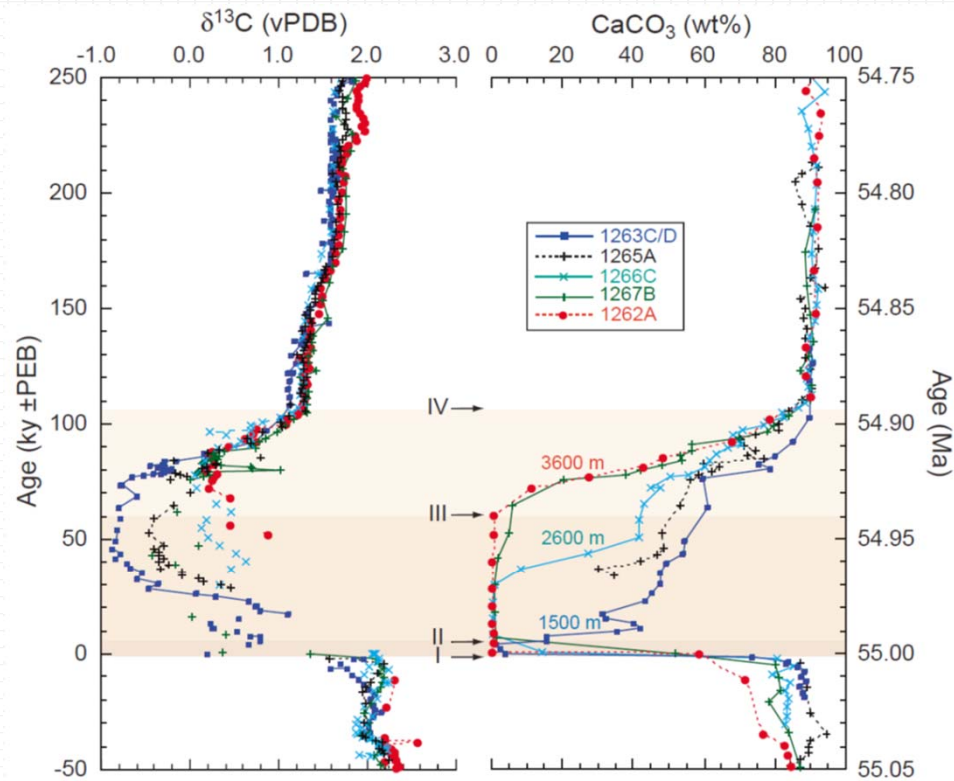 δ¹³C (vPDB) CaCO₃ (wt%)
-1.0 0.0 1.0 2.0 3.0 0 20 40 60 80 100
250 54.75
200 54.80
1263C/D
1265A
1266C
1267B
1262A
150 54.85
Age (ky ±PEB) Age (Ma)
IV
100 54.90
3600 m
III
50 2600 m 54.95
1500 m
II
0 I 55.00
-50 55.05